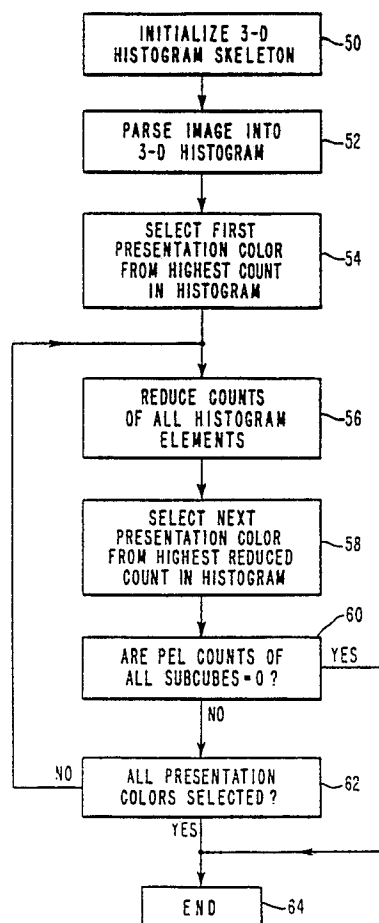 INITIALIZE 3-D
HISTOGRAM SKELETON
50
PARSE IMAGE INTO
3-D HISTOGRAM
52
SELECT FIRST
PRESENTATION COLOR
FROM HIGHEST COUNT
IN HISTOGRAM
54
REDUCE COUNTS
OF ALL HISTOGRAM
ELEMENTS
56
SELECT NEXT
PRESENTATION COLOR
FROM HIGHEST REDUCED
COUNT IN HISTOGRAM
58
60
ARE PEL COUNTS OF
ALL SUBCUBES=0?
YES
NO
NO
ALL PRESENTATION
COLORS SELECTED?
62
YES
END
64